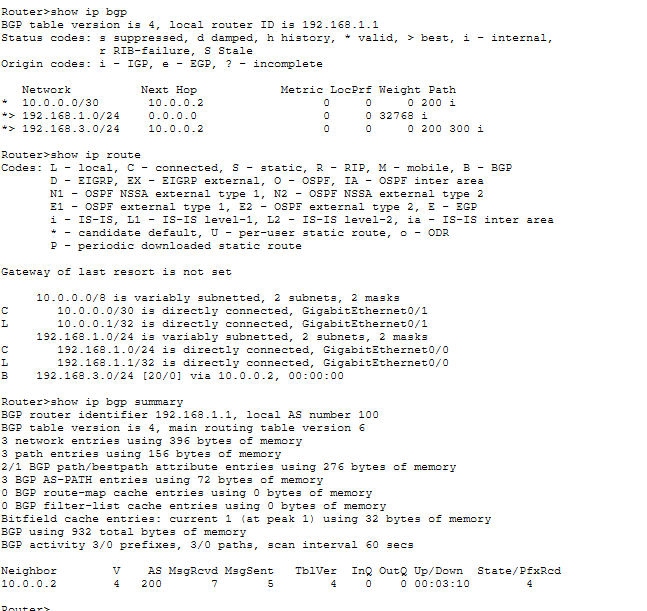 Router>show ip bgp
BGP table version is 4, local router ID is 192.168.1.1
Status codes: s suppressed, d damped, h history, * valid, > best, i - internal,
              r RIB-failure, S Stale
Origin codes: i - IGP, e - EGP, ? - incomplete

   Network          Next Hop            Metric LocPrf Weight Path
*  10.0.0.0/30      10.0.0.2                 0     0      0 200 i
*> 192.168.1.0/24   0.0.0.0                  0     0  32768 i
*> 192.168.3.0/24   10.0.0.2                 0     0      0 200 300 i

Router>show ip route
Codes: L - local, C - connected, S - static, R - RIP, M - mobile, B - BGP
       D - EIGRP, EX - EIGRP external, O - OSPF, IA - OSPF inter area
       N1 - OSPF NSSA external type 1, N2 - OSPF NSSA external type 2
       E1 - OSPF external type 1, E2 - OSPF external type 2, E - EGP
       i - IS-IS, L1 - IS-IS level-1, L2 - IS-IS level-2, ia - IS-IS inter area
       * - candidate default, U - per-user static route, o - ODR
       P - periodic downloaded static route

Gateway of last resort is not set

     10.0.0.0/8 is variably subnetted, 2 subnets, 2 masks
C       10.0.0.0/30 is directly connected, GigabitEthernet0/1
L       10.0.0.1/32 is directly connected, GigabitEthernet0/1
     192.168.1.0/24 is variably subnetted, 2 subnets, 2 masks
C       192.168.1.0/24 is directly connected, GigabitEthernet0/0
L       192.168.1.1/32 is directly connected, GigabitEthernet0/0
B    192.168.3.0/24 [20/0] via 10.0.0.2, 00:00:00

Router>show ip bgp summary
BGP router identifier 192.168.1.1, local AS number 100
BGP table version is 4, main routing table version 6
3 network entries using 396 bytes of memory
3 path entries using 156 bytes of memory
2/1 BGP path/bestpath attribute entries using 276 bytes of memory
3 BGP AS-PATH entries using 72 bytes of memory
0 BGP route-map cache entries using 0 bytes of memory
0 BGP filter-list cache entries using 0 bytes of memory
Bitfield cache entries: current 1 (at peak 1) using 32 bytes of memory
BGP using 932 total bytes of memory
BGP activity 3/0 prefixes, 3/0 paths, scan interval 60 secs

Neighbor        V    AS MsgRcvd MsgSent   TblVer  InQ OutQ Up/Down  State/PfxRcd
10.0.0.2        4   200       7       5        4    0    0 00:03:10        4

Router>